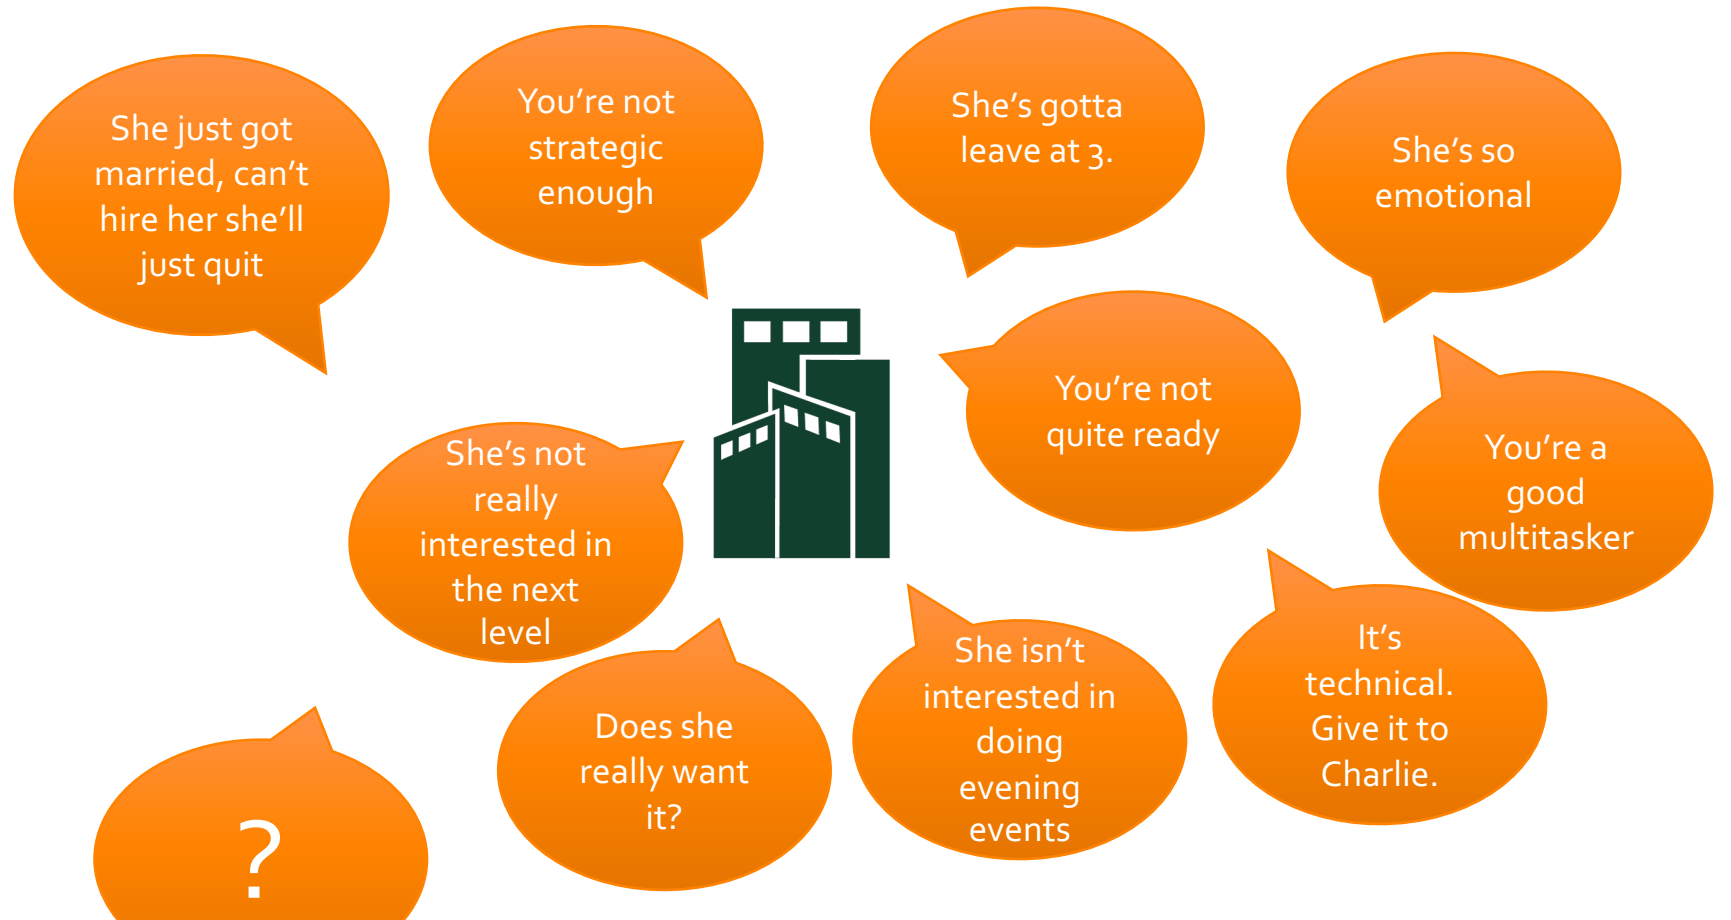 She just got
married, can't
hire her she'll
just quit
You're not
strategic
enough
She's gotta
leave at 3.
She's so
emotional
You're not
quite ready
You're a
good
multitasker
She's not
really
interested in
the next
level
Does she
really want
it?
She isn't
interested in
doing
evening
events
It's
technical.
Give it to
Charlie.
?